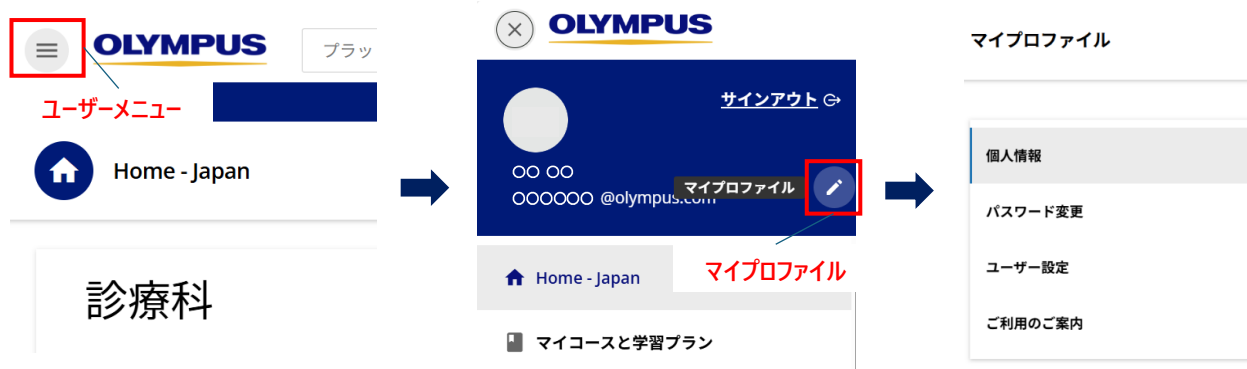 OLYMPUS
プラッ
ユーザーメニュー
Home - Japan
診療科
OLYMPUS
サインアウト
○○ ○○
マイプロファイル
○○○○○○ @olympus.com
Home - Japan
マイプロファイル
マイコースと学習プラン
マイプロファイル
個人情報
パスワード変更
ユーザー設定
ご利用のご案内